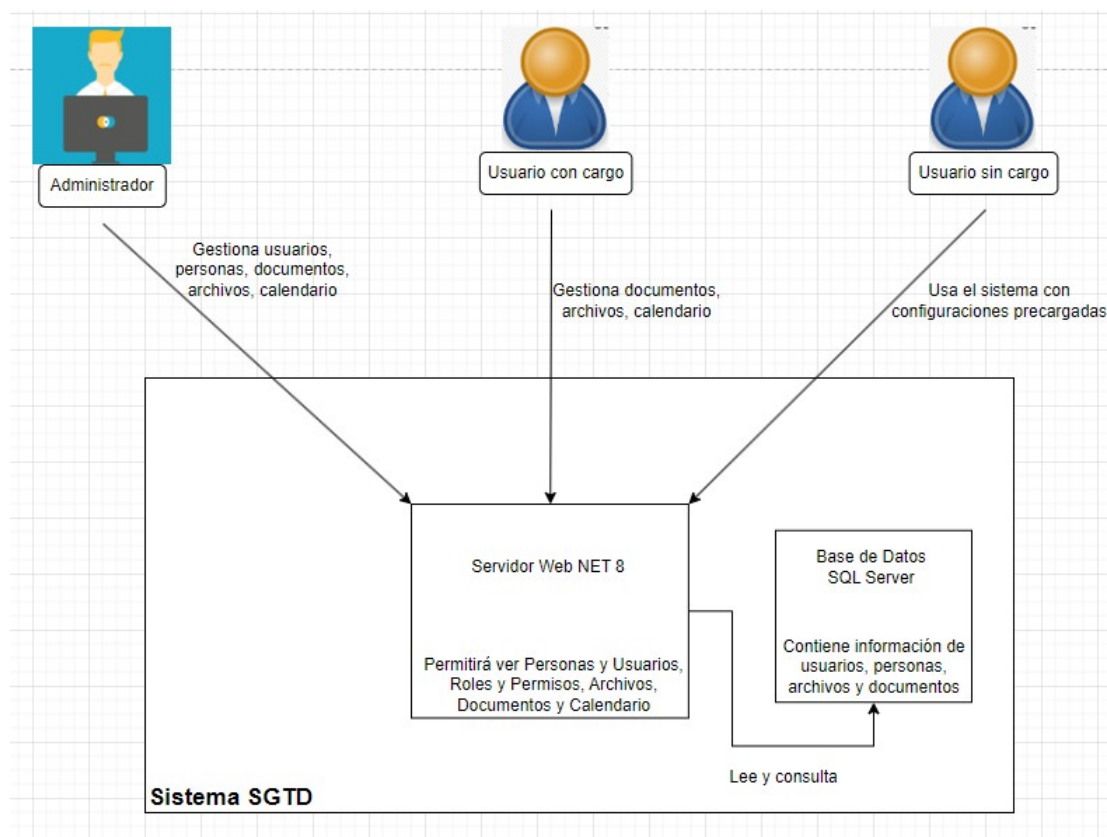 Administrador
Usuario con cargo
Usuario sin cargo
Gestiona usuarios,
personas, documentos,
archivos, calendario
Gestiona documentos,
archivos, calendario
Usa el sistema con
configuraciones precargadas
Servidor Web NET 8
Permitirá ver Personas y Usuarios,
Roles y Permisos, Archivos,
Documentos y Calendario
Base de Datos
SQL Server
Contiene información de
usuarios, personas,
archivos y documentos
Lee y consulta
Sistema SGTD